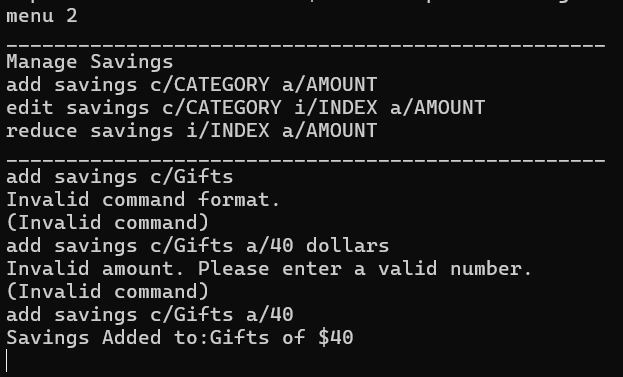 menu 2
__________________________________________________
Manage Savings
add savings c/CATEGORY a/AMOUNT
edit savings c/CATEGORY i/INDEX a/AMOUNT
reduce savings i/INDEX a/AMOUNT
__________________________________________________
add savings c/Gifts
Invalid command format.
(Invalid command)
add savings c/Gifts a/40 dollars
Invalid amount. Please enter a valid number.
(Invalid command)
add savings c/Gifts a/40
Savings Added to:Gifts of $40